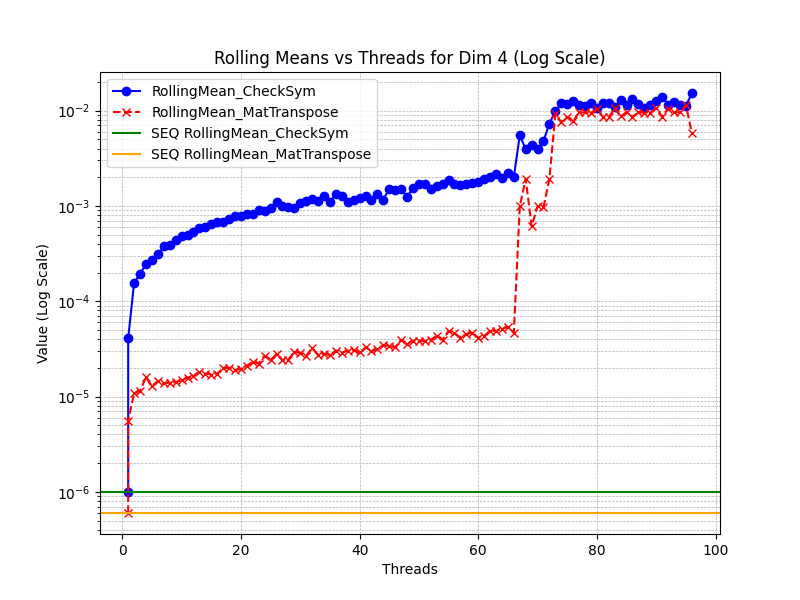 Rolling Means vs Threads for Dim 4 (Log Scale)
RollingMean_CheckSym
RollingMean_MatTranspose
SEQ RollingMean_CheckSym
SEQ RollingMean_MatTranspose
Value (Log Scale)
10⁻²
10⁻³
10⁻⁴
10⁻⁵
10⁻⁶
0 20 40 60 80 100
Threads